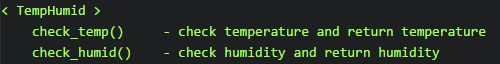 < TempHumid >
check_temp() - check temperature and return temperature
check_humid() - check humidity and return humidity